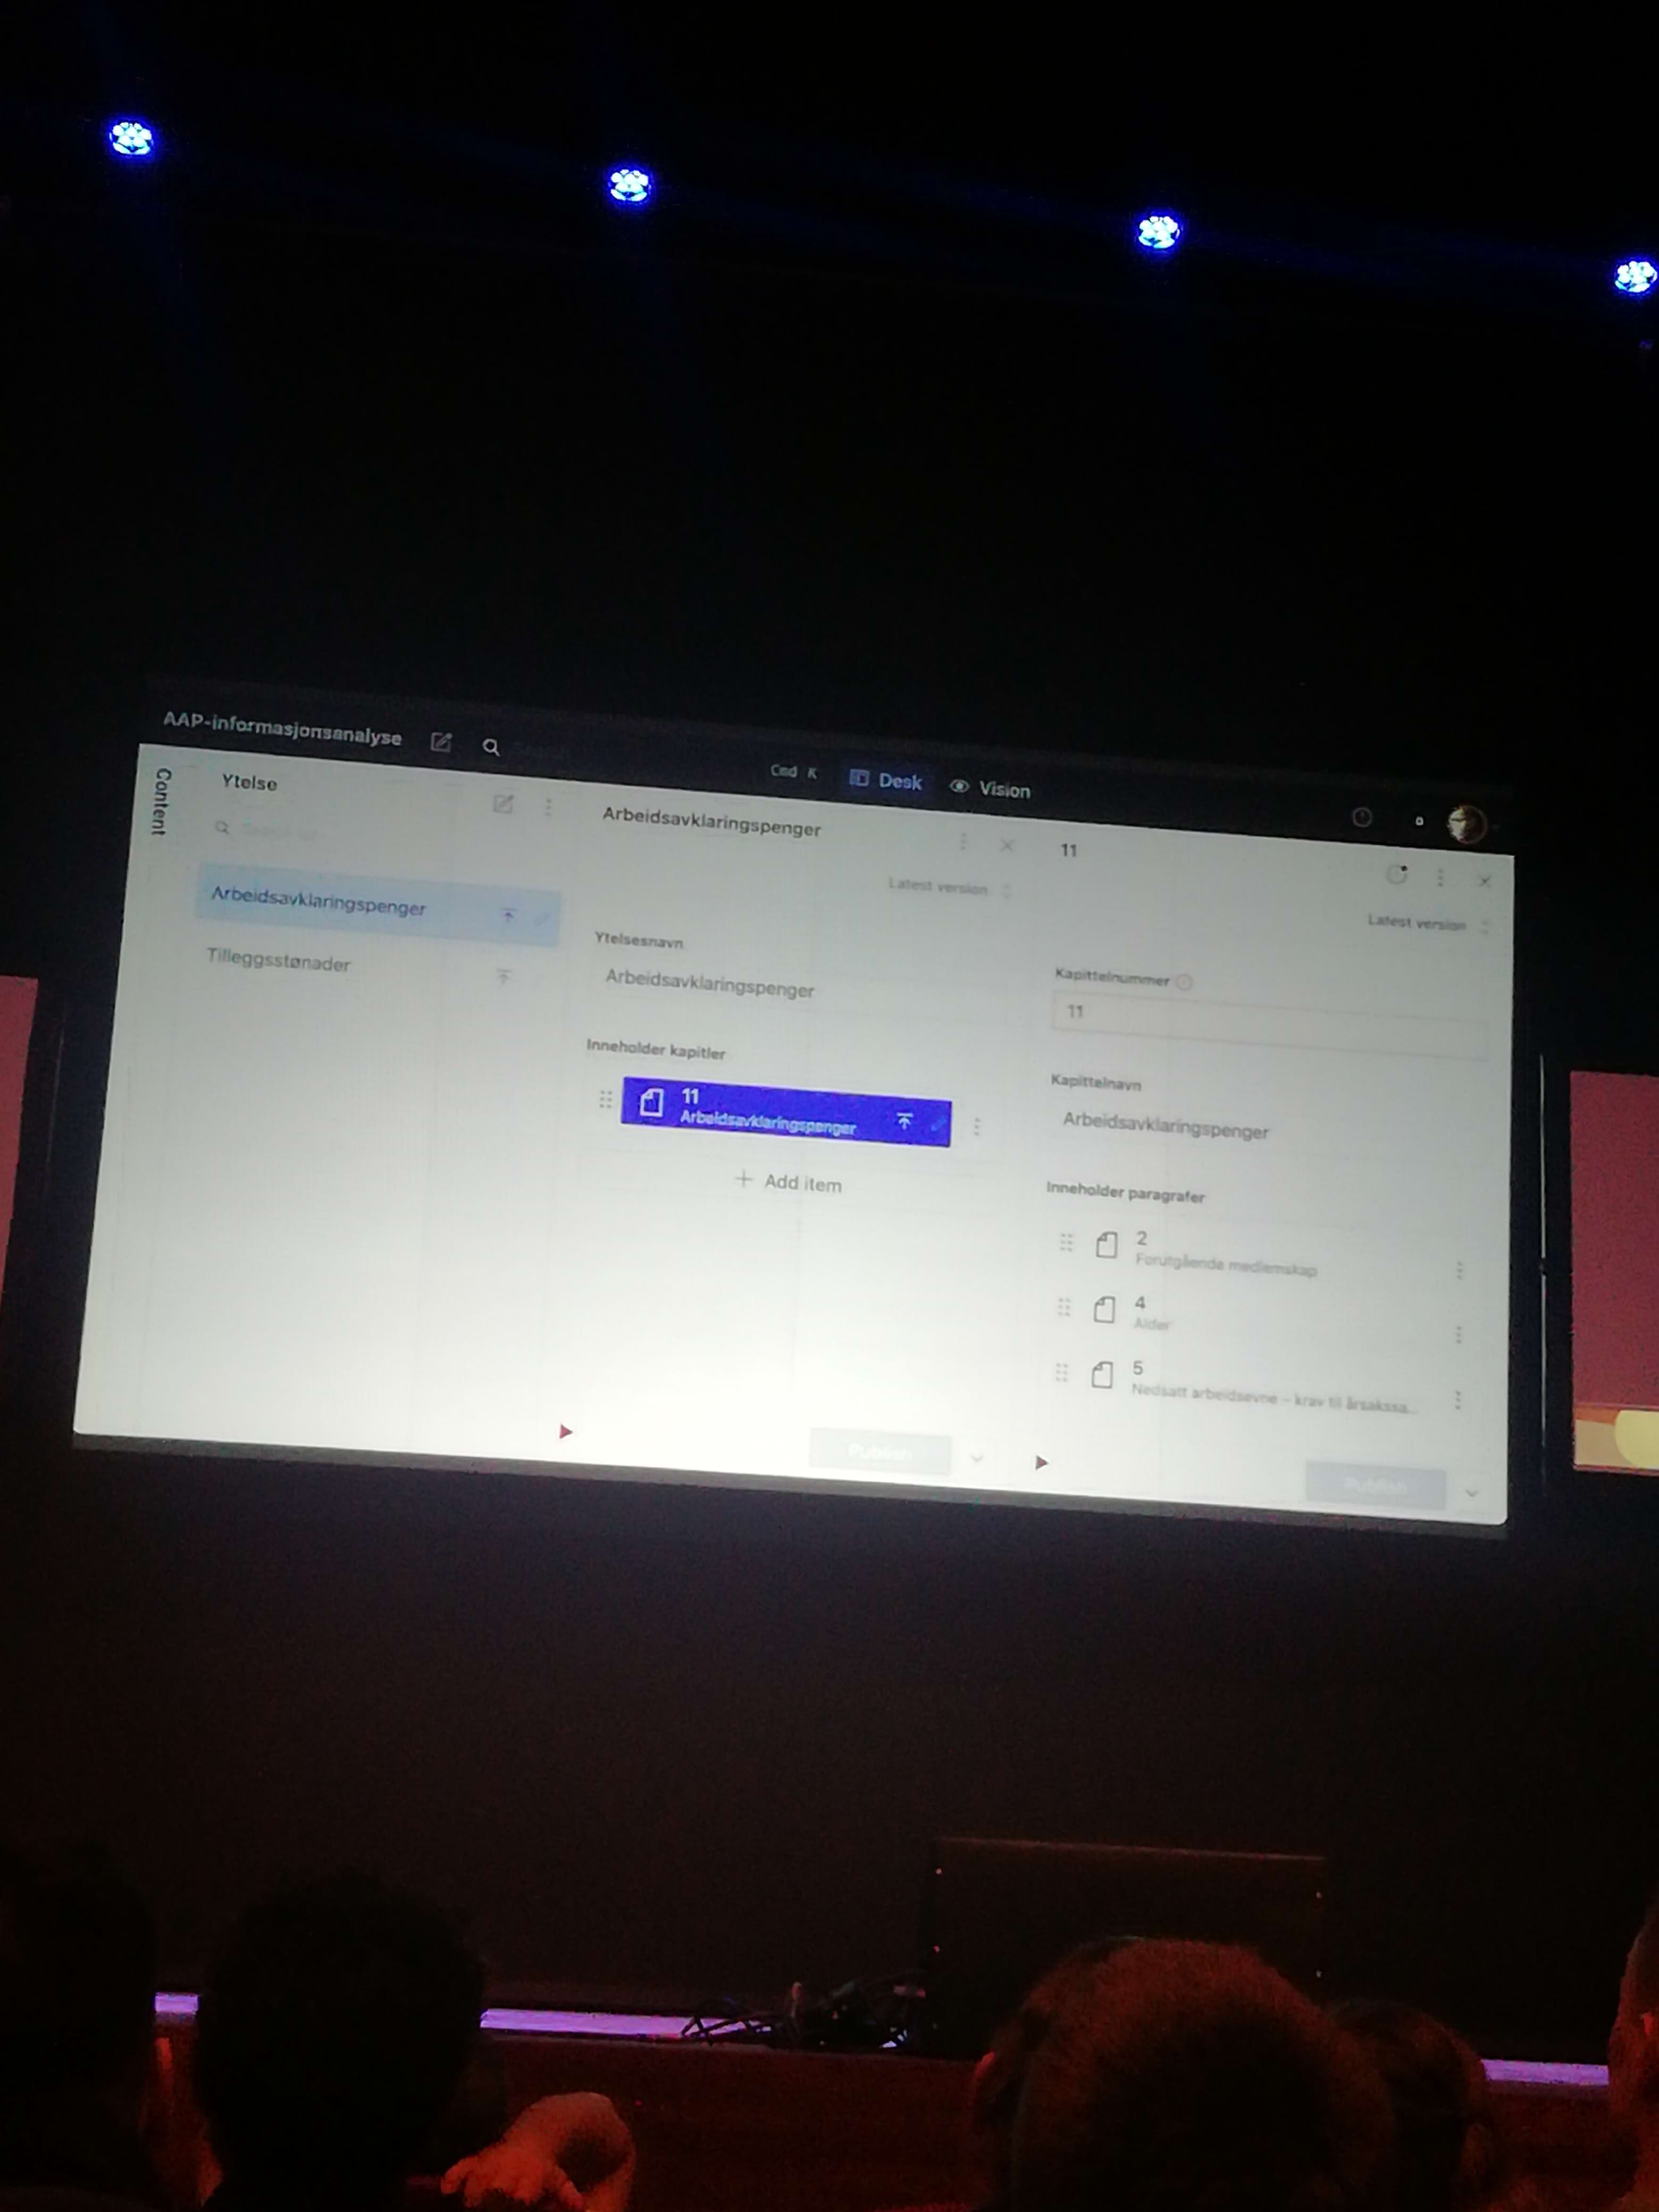 AAP-informasjonsanalyse
Cmd K
Desk
Vision
Content
Ytelse
Arbeidsavklaringspenger
Tilleggsstønader
Arbeidsavklaringspenger
Latest version
Ytelsesnavn
Arbeidsavklaringspenger
Inneholder kapitler
11
Arbeidsavklaringspenger
Add item
Publish
11
Latest version
Kapittelnummer
11
Kapittelnavn
Arbeidsavklaringspenger
Inneholder paragrafer
2
Forutgående medlemskap
4
Alder
5
Nedsatt arbeidsevne – krav til årsakssa...
Publish